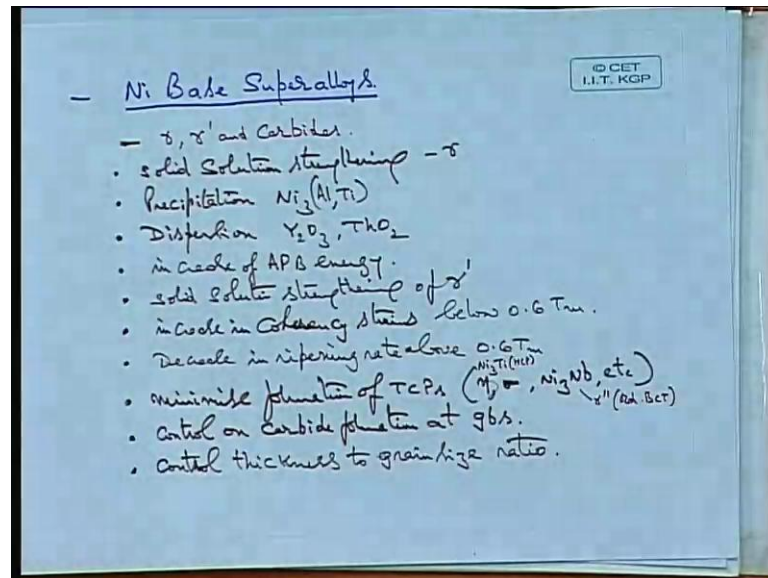 © CET
I.I.T. KGP
– Ni Base Superalloys.
– γ, γ' and Carbides.
• Solid Solution strengthening – γ
• Precipitation Ni₃(Al,Ti)
• Dispersion Y₂O₃, ThO₂
• increase of APB energy.
• solid solute strengthening of γ'
• increase in Coherency strains below 0.6 Tm.
• Decrease in ripening rate above 0.6 Tm
Ni₃Ti(HCP)
• minimise formation of TCPs (η, σ, Ni₃Nb, etc)
γ'' (Ord. BCT)
• control on carbide formation at gbs.
• control thickness to grain size ratio.